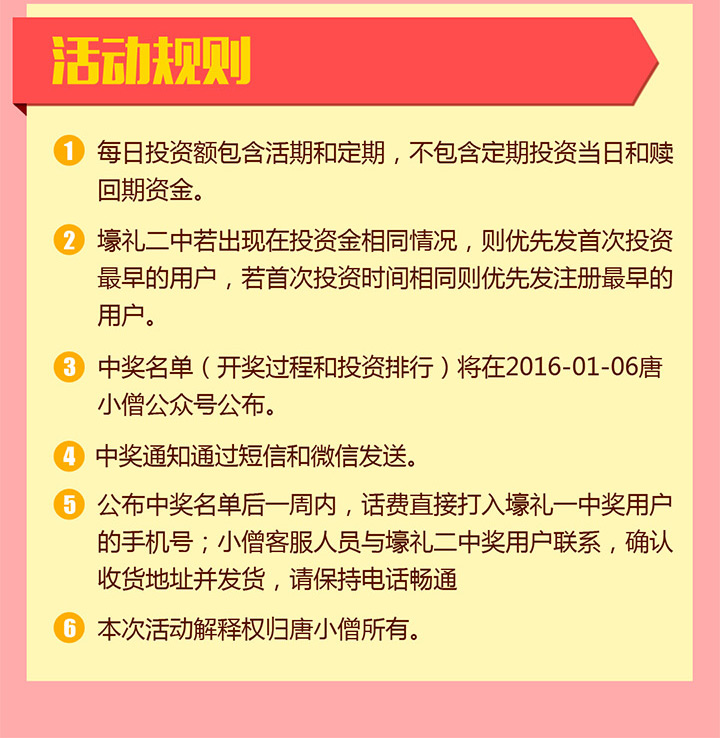 活动规则
1 每日投资额包含活期和定期，不包含定期投资当日和赎
回期资金。
2 壕礼二中若出现在投资金相同情况，则优先发首次投资
最早的用户，若首次投资时间相同则优先发注册最早的
用户。
3 中奖名单（开奖过程和投资排行）将在2016-01-06唐
小僧公众号公布。
4 中奖通知通过短信和微信发送。
5 公布中奖名单后一周内，话费直接打入壕礼一中奖用户
的手机号；小僧客服人员与壕礼二中奖用户联系，确认
收货地址并发货，请保持电话畅通
6 本次活动解释权归唐小僧所有。